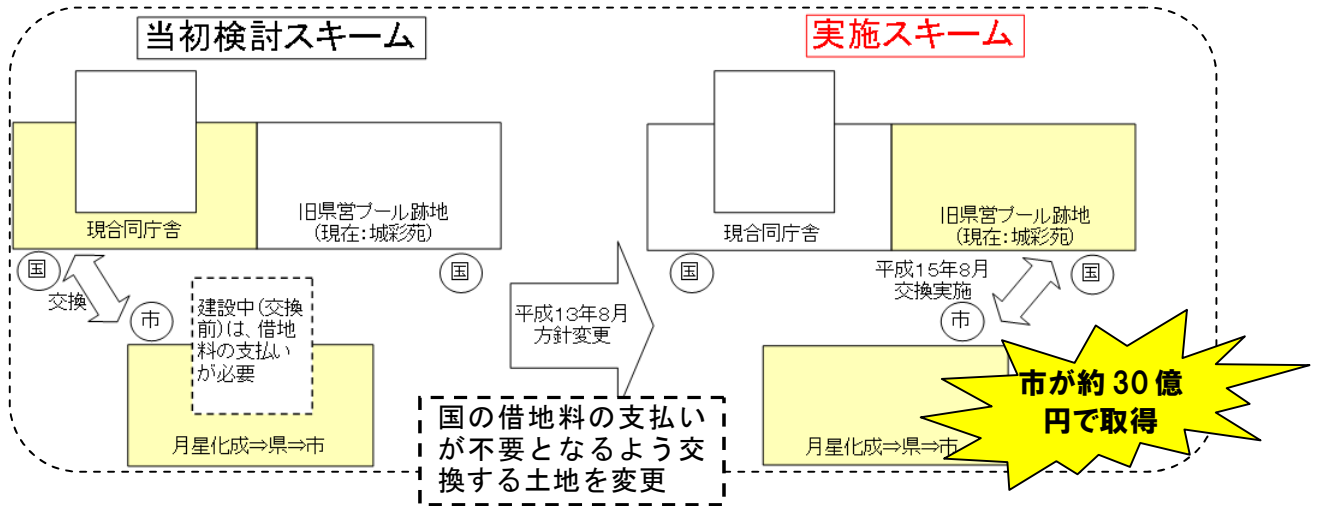 当初検討スキーム
現合同庁舎
旧県営プール跡地
(現在:城彩苑)
国
国
交換
市
建設中(交換
前)は、借地
料の支払い
が必要
月星化成⇒県⇒市
平成13年8月
方針変更
国の借地料の支払い
が不要となるよう交
換する土地を変更
実施スキーム
現合同庁舎
旧県営プール跡地
(現在:城彩苑)
国
平成15年8月
交換実施
国
市
月星化成⇒県⇒市
市が約30億
円で取得